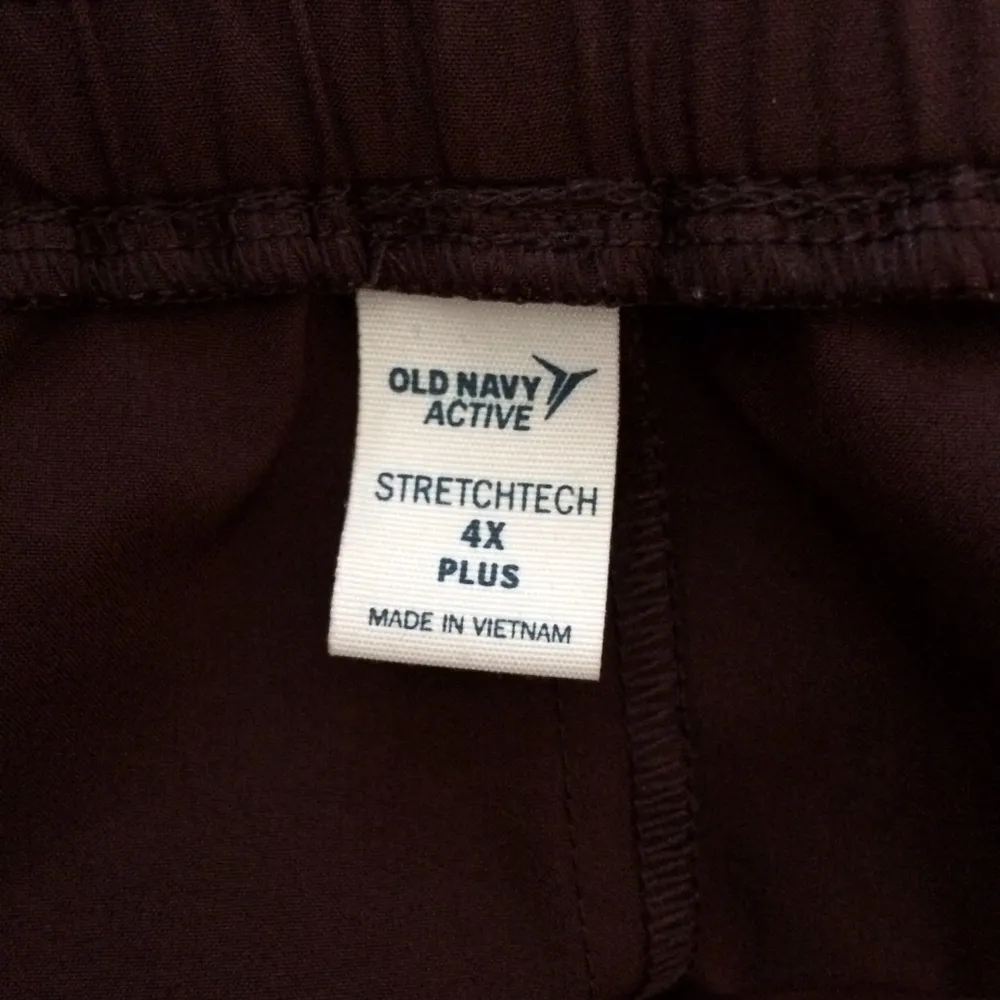 OLD NAVY
ACTIVE
STRETCHTECH
4X
PLUS
MADE IN VIETNAM